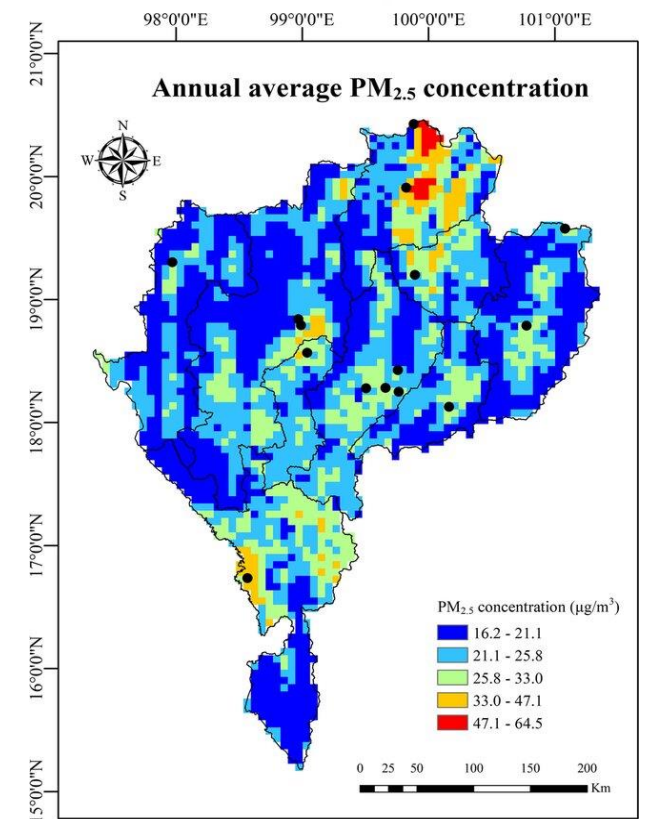 98°0'0"E 99°0'0"E 100°0'0"E 101°0'0"E
Annual average PM2.5 concentration
N
W E
S
21°0'0"N
20°0'0"N
19°0'0"N
18°0'0"N
17°0'0"N
16°0'0"N
15°0'0"N
PM2.5 concentration (μg/m³)
16.2 - 21.1
21.1 - 25.8
25.8 - 33.0
33.0 - 47.1
47.1 - 64.5
0 25 50 100 150 200
Km